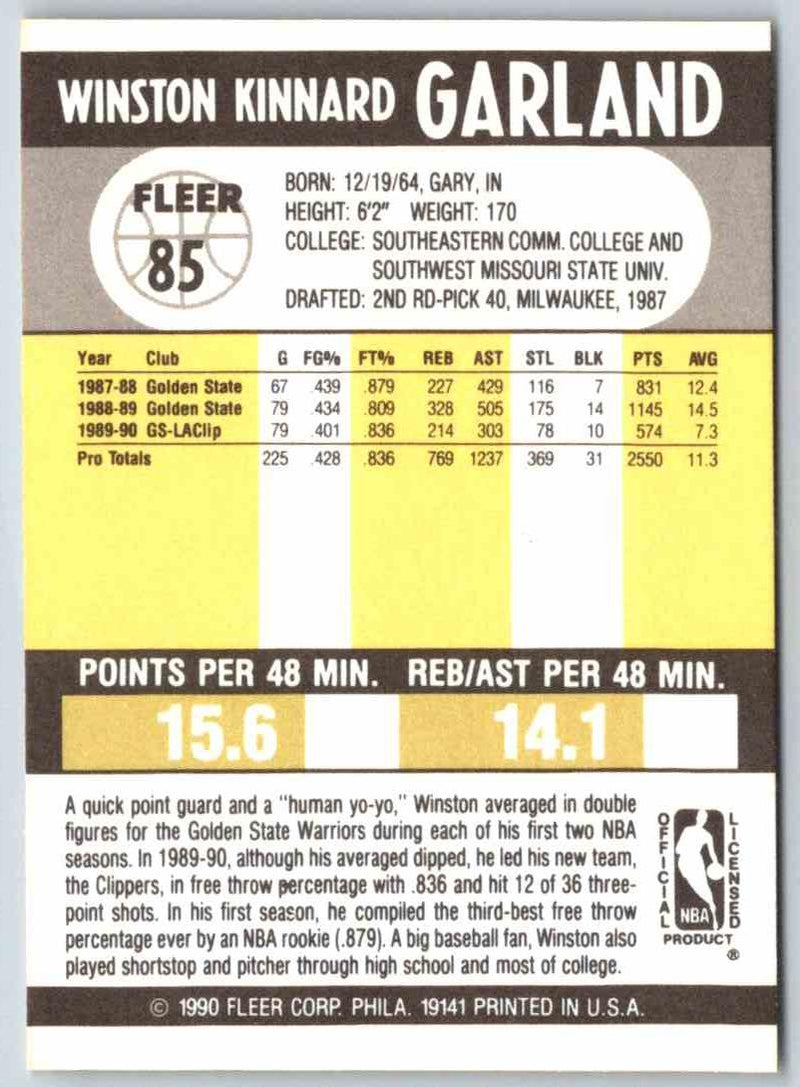 WINSTON KINNARD GARLAND
FLEER
85
BORN: 12/19/64, GARY, IN
HEIGHT: 6'2" WEIGHT: 170
COLLEGE: SOUTHEASTERN COMM. COLLEGE AND
SOUTHWEST MISSOURI STATE UNIV.
DRAFTED: 2ND RD-PICK 40, MILWAUKEE, 1987
Year Club G FG% FT% REB AST STL BLK PTS AVG
1987-88 Golden State 67 .439 .879 227 429 116 7 831 12.4
1988-89 Golden State 79 .434 .809 328 505 175 14 1145 14.5
1989-90 GS-LAClip 79 .401 .836 214 303 78 10 574 7.3
Pro Totals 225 .428 .836 769 1237 369 31 2550 11.3
POINTS PER 48 MIN. REB/AST PER 48 MIN.
15.6 14.1
A quick point guard and a "human yo-yo," Winston averaged in double
figures for the Golden State Warriors during each of his first two NBA
seasons. In 1989-90, although his averaged dipped, he led his new team,
the Clippers, in free throw percentage with .836 and hit 12 of 36 three-
point shots. In his first season, he compiled the third-best free throw
percentage ever by an NBA rookie (.879). A big baseball fan, Winston also
played shortstop and pitcher through high school and most of college.
OFFICIAL
LICENSED
NBA
PRODUCT
®
© 1990 FLEER CORP. PHILA. 19141 PRINTED IN U.S.A.